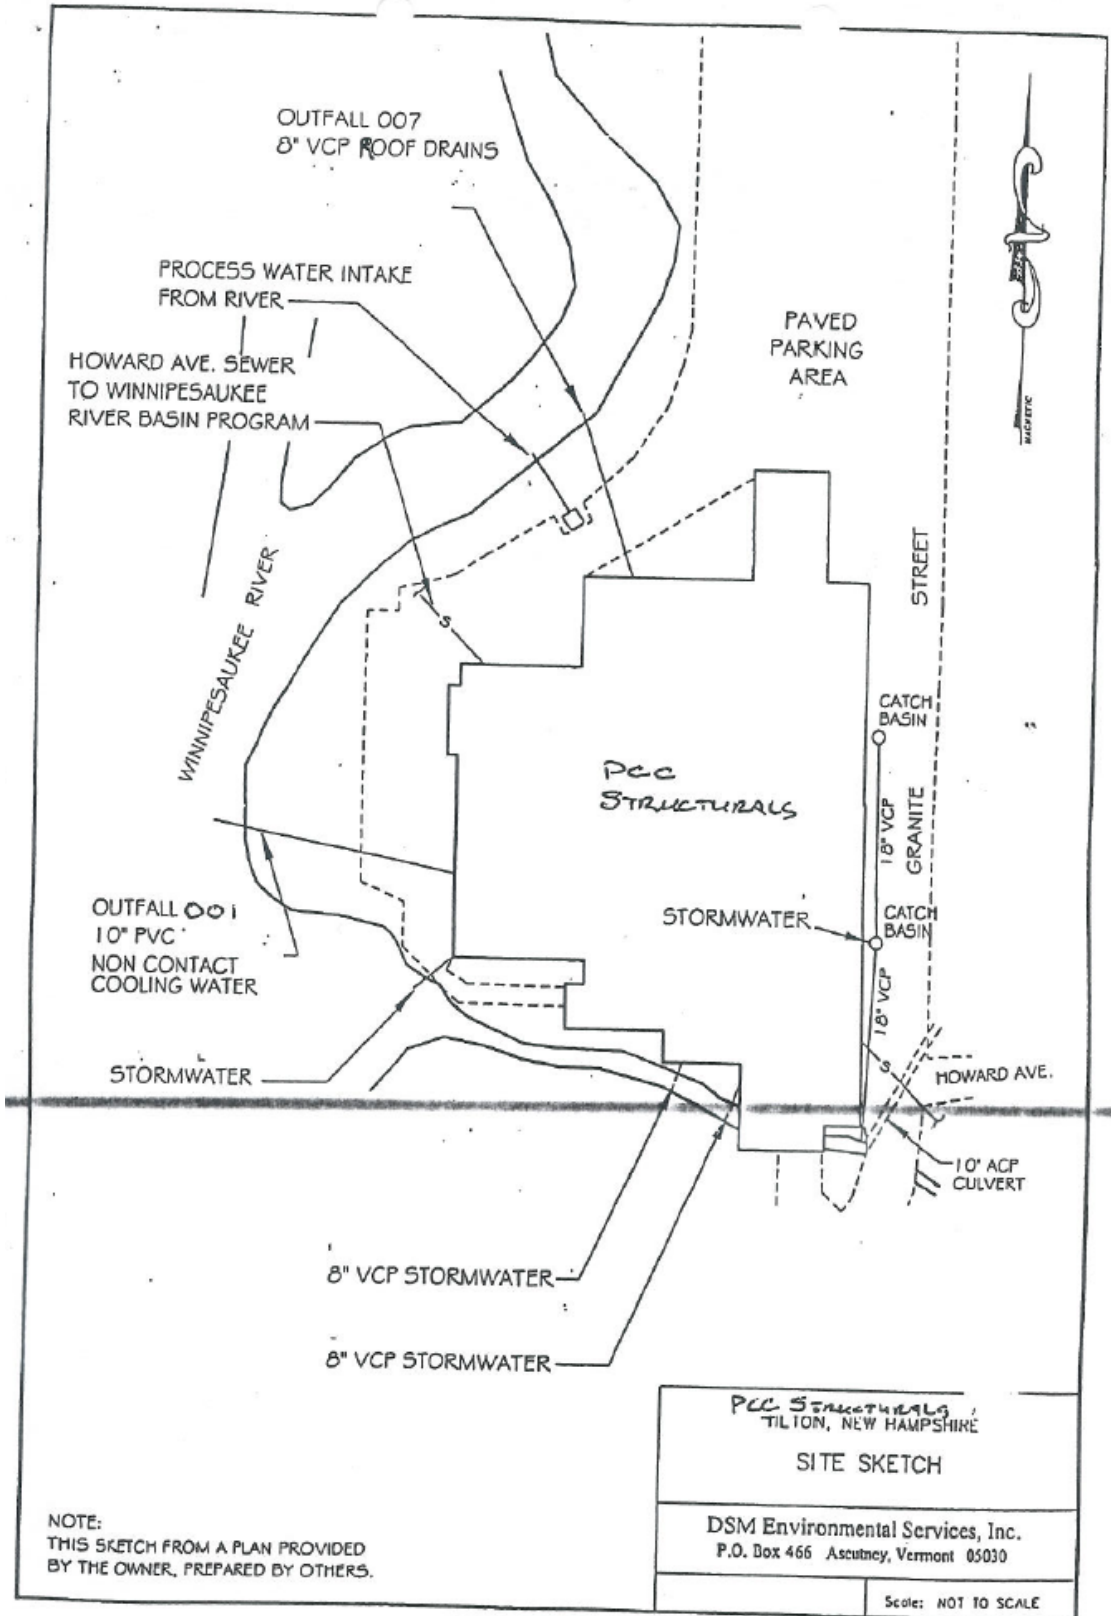 OUTFALL 007
8" VCP ROOF DRAINS
PROCESS WATER INTAKE
FROM RIVER
HOWARD AVE. SEWER
TO WINNIPESAUKEE
RIVER BASIN PROGRAM
PAVED
PARKING
AREA
MAGNETIC
STREET
WINNIPESAUKEE RIVER
S
CATCH
BASIN
PCC
STRUCTURALS
18" VCP
GRANITE
OUTFALL 001
10" PVC
NON CONTACT
COOLING WATER
STORMWATER
CATCH
BASIN
18" VCP
STORMWATER
S
HOWARD AVE.
10" ACP
CULVERT
8" VCP STORMWATER
8" VCP STORMWATER
PCC STRUCTURALS
TILTON, NEW HAMPSHIRE
SITE SKETCH
NOTE:
THIS SKETCH FROM A PLAN PROVIDED
BY THE OWNER, PREPARED BY OTHERS.
DSM Environmental Services, Inc.
P.O. Box 466 Ascutney, Vermont 05030
Scale: NOT TO SCALE